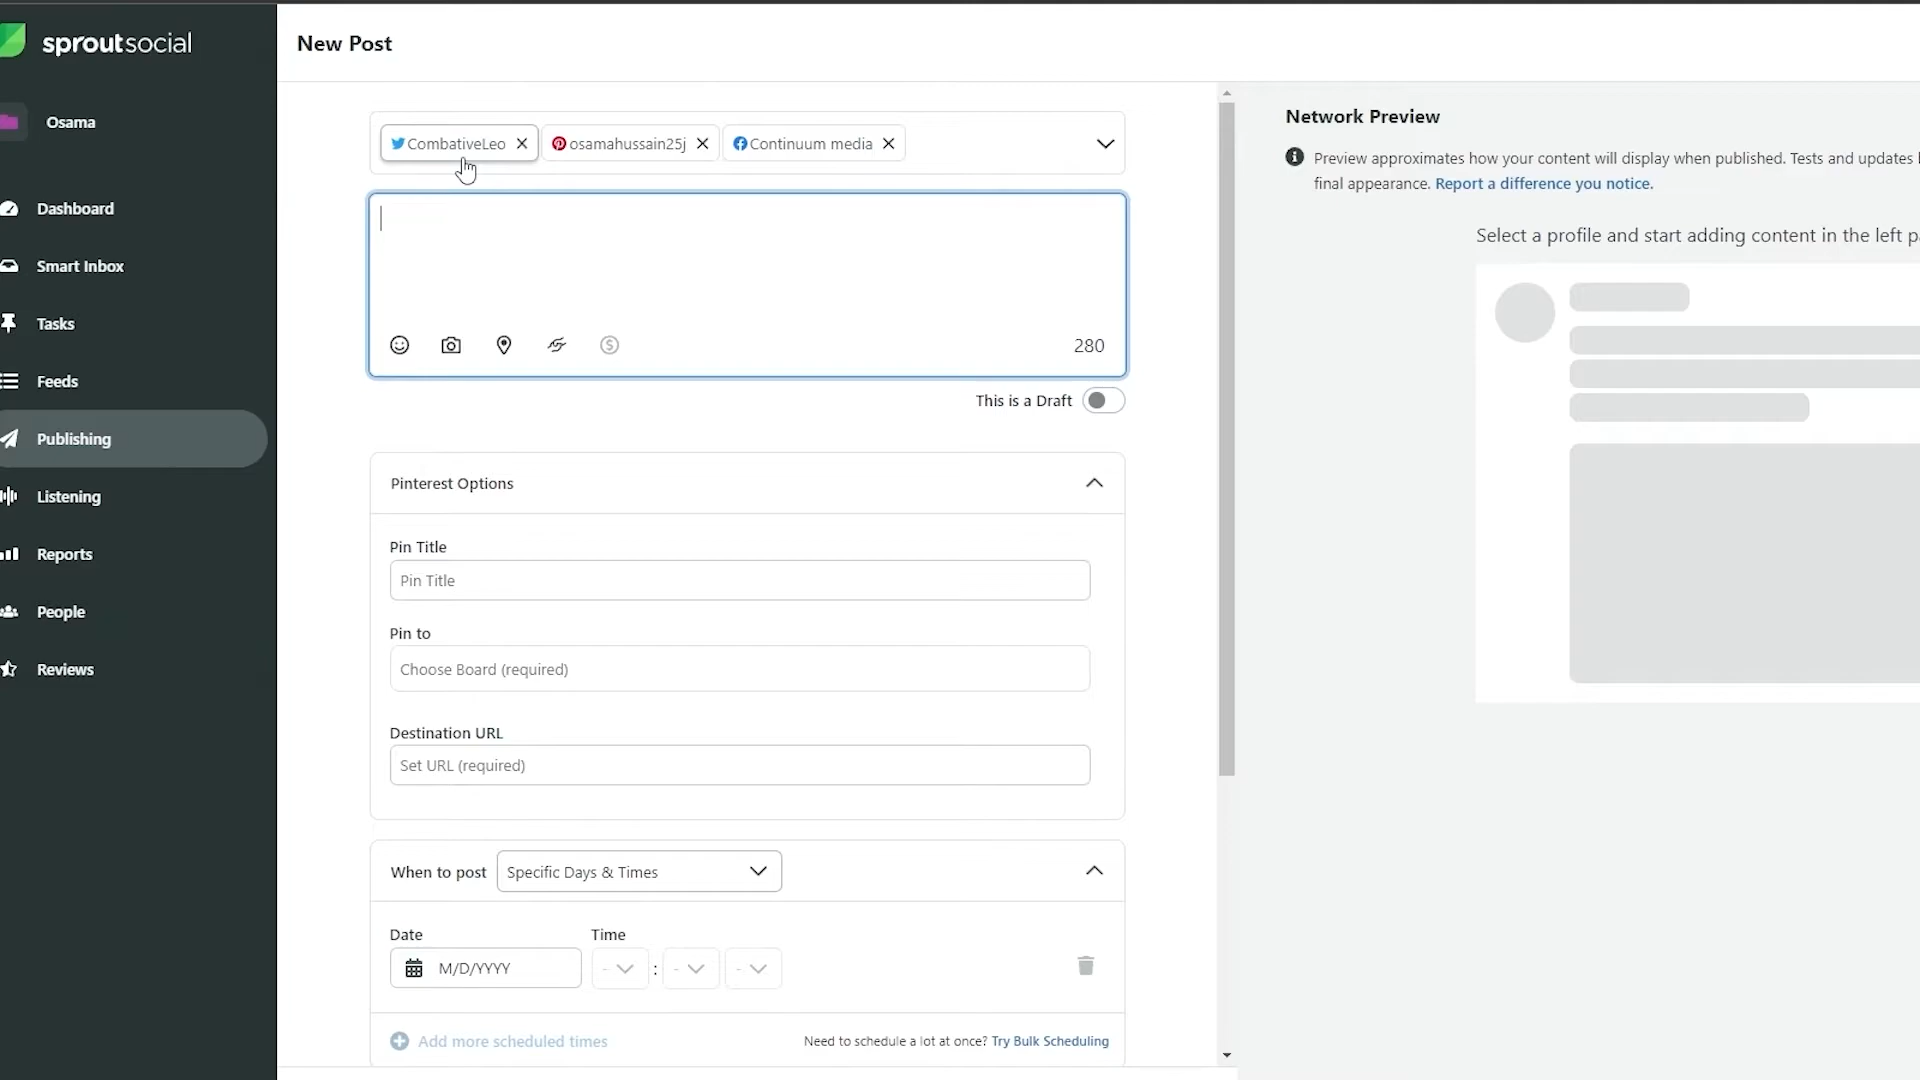 sproutsocial
New Post
Osama
CombativeLeo
osamahussain25j
Continuum media
Network Preview
Preview approximates how your content will display when published. Tests and updates
final appearance. Report a difference you notice.
Select a profile and start adding content in the left p
Dashboard
Smart Inbox
Tasks
Feeds
Publishing
Listening
Reports
People
Reviews
280
This is a Draft
Pinterest Options
Pin Title
Pin Title
Pin to
Choose Board (required)
Destination URL
Set URL (required)
When to post
Specific Days & Times
Date
Time
M/D/YYYY
- - : - -
Add more scheduled times
Need to schedule a lot at once? Try Bulk Scheduling